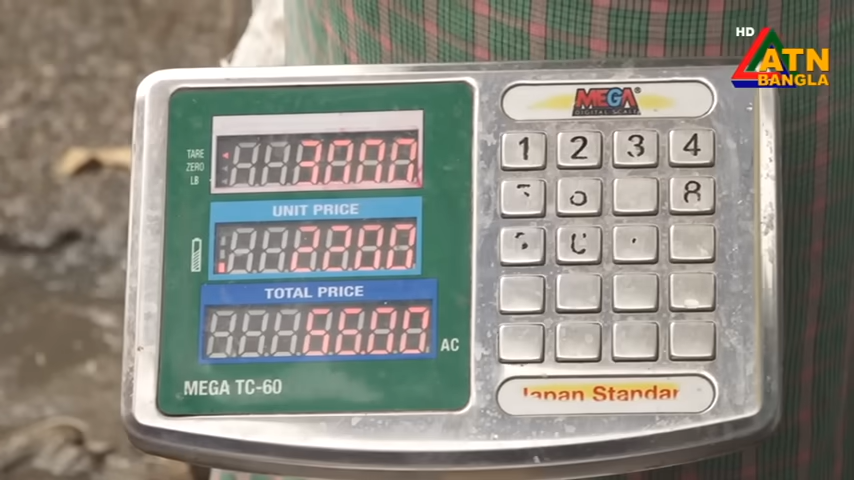 HD
ATN
BANGLA
MEGA®
DIGITAL SCALE
TARE
ZERO
LB
UNIT PRICE
TOTAL PRICE
AC
MEGA TC-60
1 2 3 4
8
Japan Standar